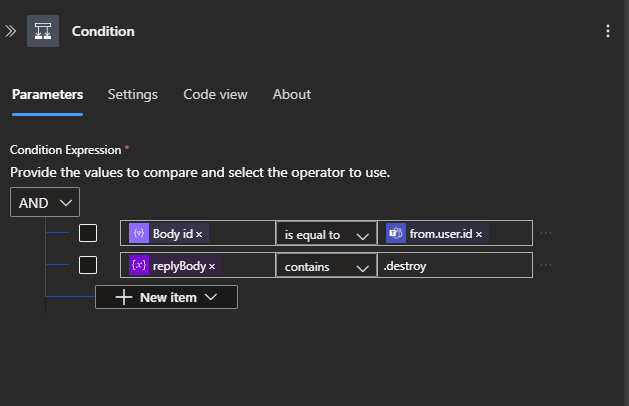 Condition
Parameters Settings Code view About
Condition Expression *
Provide the values to compare and select the operator to use.
AND
Body id × is equal to from.user.id ×
{x} replyBody × contains .destroy
New item